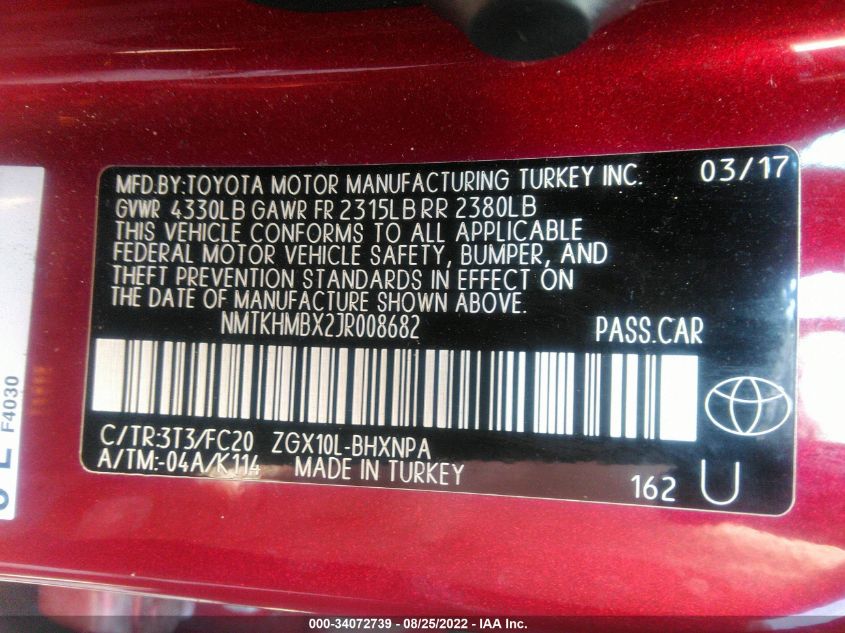 MFD.BY:TOYOTA MOTOR MANUFACTURING TURKEY INC. 03/17
GVWR 4330LB GAWR FR 2315LB RR 2380LB
THIS VEHICLE CONFORMS TO ALL APPLICABLE
FEDERAL MOTOR VEHICLE SAFETY, BUMPER, AND
THEFT PREVENTION STANDARDS IN EFFECT ON
THE DATE OF MANUFACTURE SHOWN ABOVE.
NMTKHMBX2JR008682 PASS.CAR
C/TR:3T3/FC20 ZGX10L-BHXNPA
A/TM:-04A/K114 MADE IN TURKEY
162 U
F4030
000-34072739 - 08/25/2022 - IAA Inc.